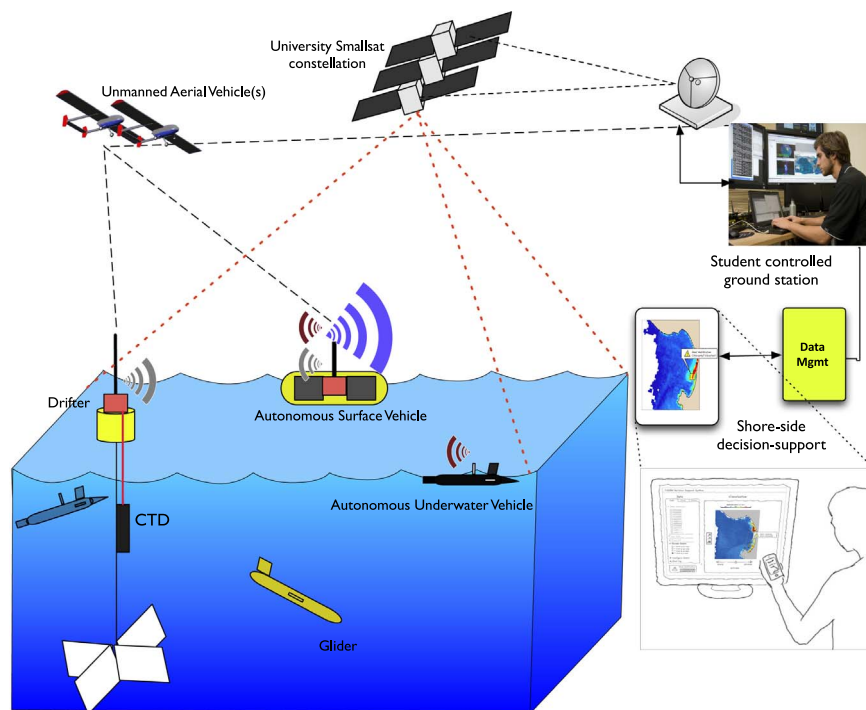 University Smallsat
constellation
Unmanned Aerial Vehicle(s)
Student controlled
ground station
Data
Mgmt
Drifter
Autonomous Surface Vehicle
Shore-side
decision-support
Autonomous Underwater Vehicle
CTD
Glider